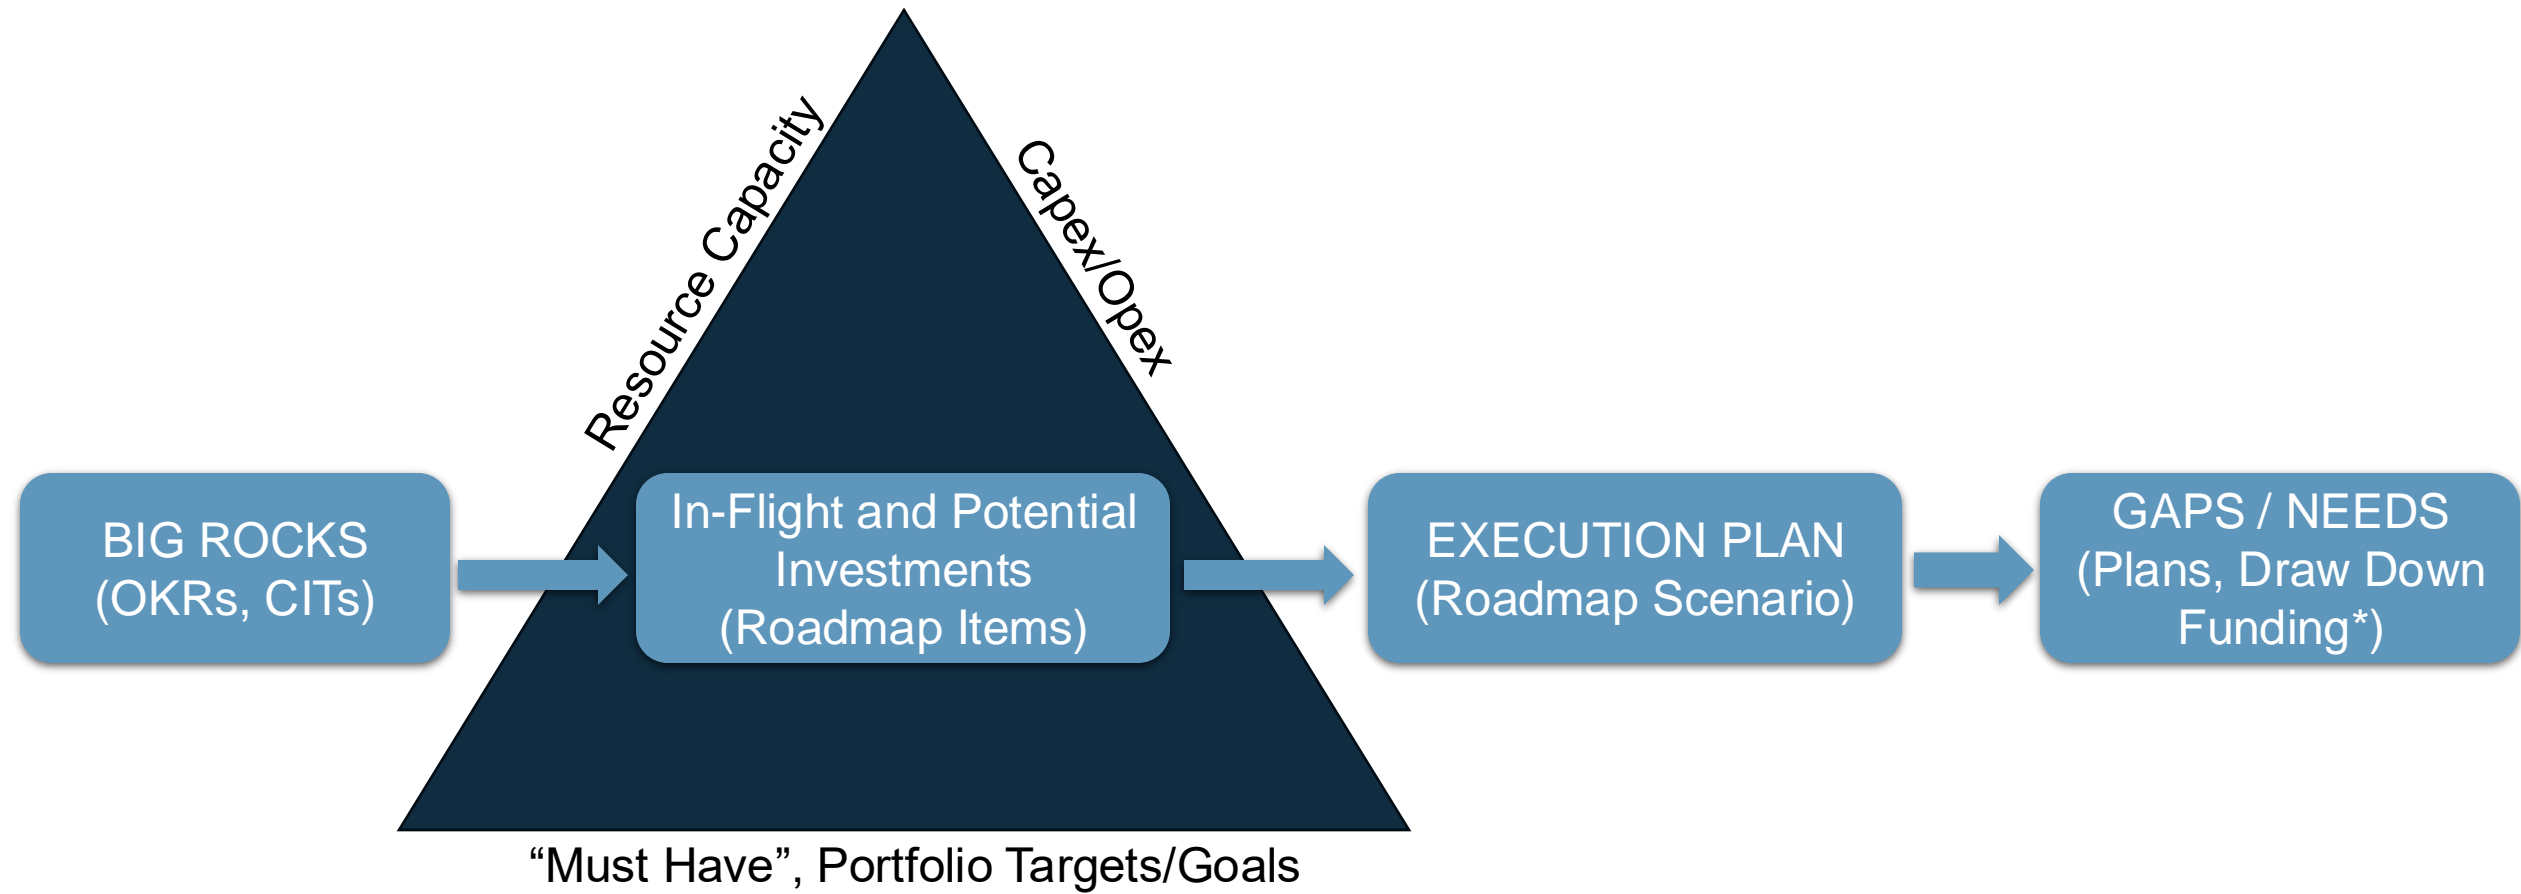 Resource Capacity
Capex/Opex
BIG ROCKS
(OKRs, CITs)
In-Flight and Potential
Investments
(Roadmap Items)
EXECUTION PLAN
(Roadmap Scenario)
GAPS / NEEDS
(Plans, Draw Down
Funding*)
“Must Have”, Portfolio Targets/Goals